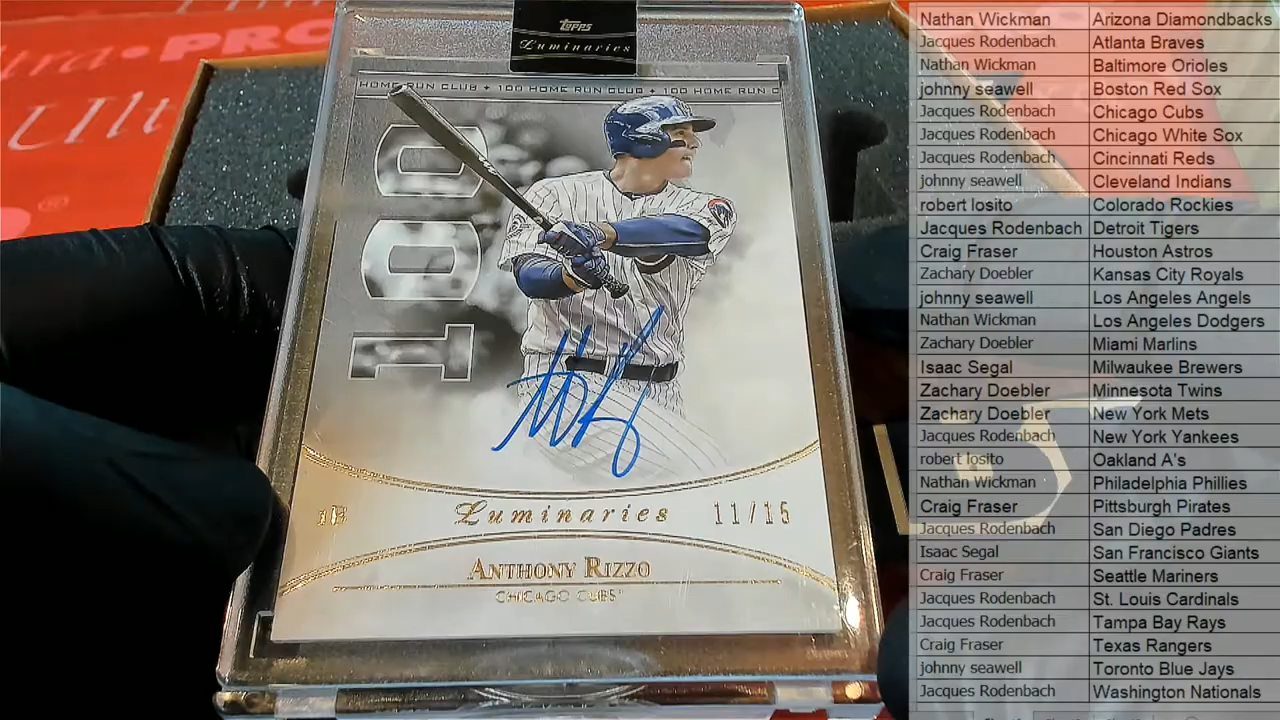 PRO
Ult
Topps
Luminaries
HOME RUN CLUB • 100 HOME RUN CLUB • 100 HOME RUN C
100
1B
Luminaries
11/15
ANTHONY RIZZO
CHICAGO CUBS
Nathan Wickman Arizona Diamondbacks
Jacques Rodenbach Atlanta Braves
Nathan Wickman Baltimore Orioles
johnny seawell Boston Red Sox
Jacques Rodenbach Chicago Cubs
Jacques Rodenbach Chicago White Sox
Jacques Rodenbach Cincinnati Reds
johnny seawell Cleveland Indians
robert losito Colorado Rockies
Jacques Rodenbach Detroit Tigers
Craig Fraser Houston Astros
Zachary Doebler Kansas City Royals
johnny seawell Los Angeles Angels
Nathan Wickman Los Angeles Dodgers
Zachary Doebler Miami Marlins
Isaac Segal Milwaukee Brewers
Zachary Doebler Minnesota Twins
Zachary Doebler New York Mets
Jacques Rodenbach New York Yankees
robert losito Oakland A's
Nathan Wickman Philadelphia Phillies
Craig Fraser Pittsburgh Pirates
Jacques Rodenbach San Diego Padres
Isaac Segal San Francisco Giants
Craig Fraser Seattle Mariners
Jacques Rodenbach St. Louis Cardinals
Jacques Rodenbach Tampa Bay Rays
Craig Fraser Texas Rangers
johnny seawell Toronto Blue Jays
Jacques Rodenbach Washington Nationals